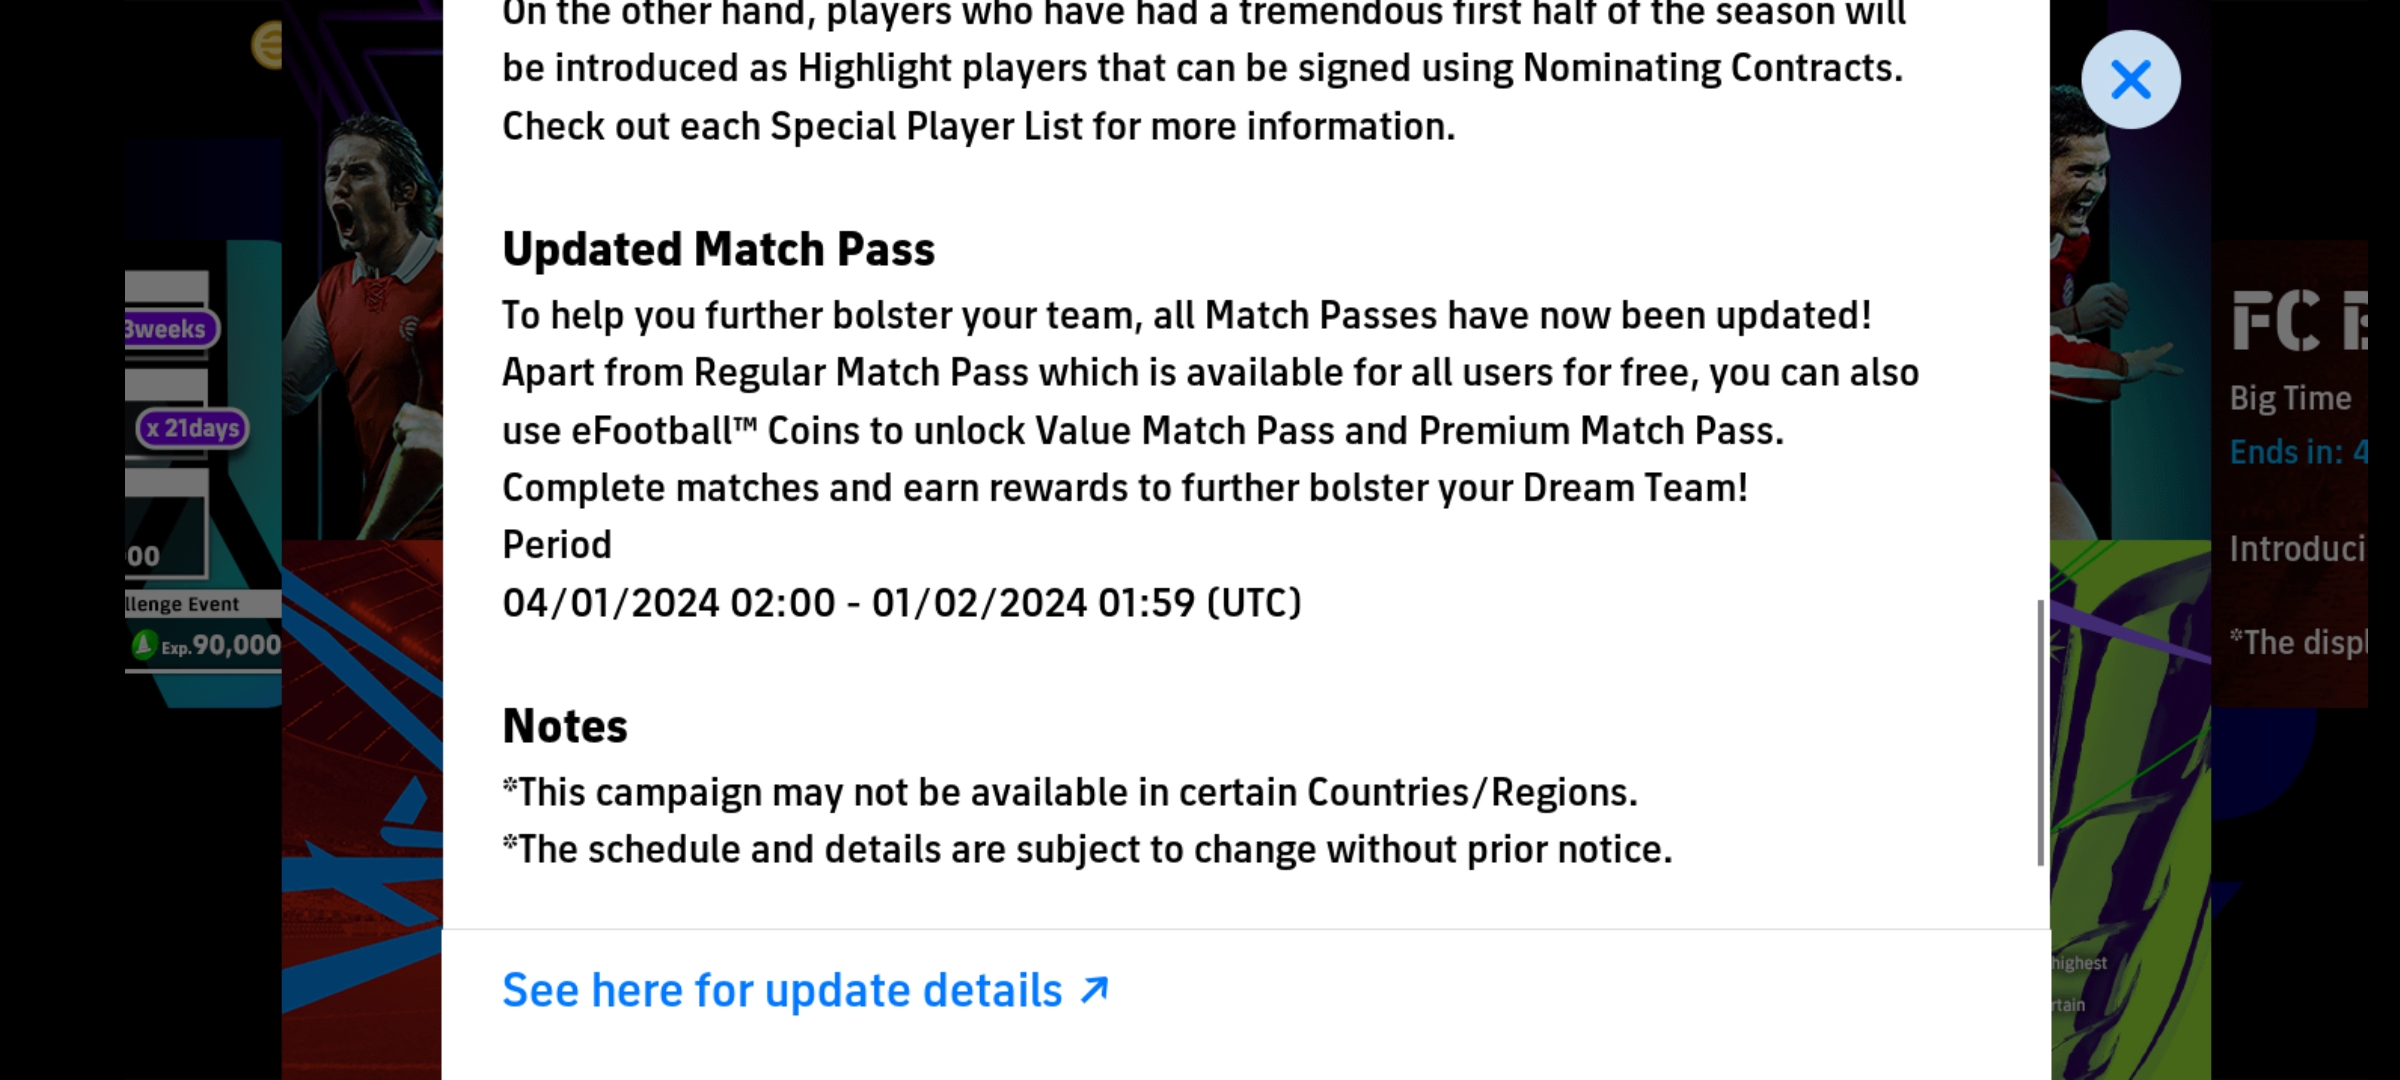 On the other hand, players who have had a tremendous first half of the season will
be introduced as Highlight players that can be signed using Nominating Contracts.
Check out each Special Player List for more information.
Updated Match Pass
To help you further bolster your team, all Match Passes have now been updated!
Apart from Regular Match Pass which is available for all users for free, you can also
use eFootball™ Coins to unlock Value Match Pass and Premium Match Pass.
Complete matches and earn rewards to further bolster your Dream Team!
Period
04/01/2024 02:00 - 01/02/2024 01:59 (UTC)
Notes
*This campaign may not be available in certain Countries/Regions.
*The schedule and details are subject to change without prior notice.
See here for update details ↗
3weeks
x 21days
00
llenge Event
Exp.90,000
FC
Big Time
Ends in: 4
Introduci
*The displ
highest
rtain